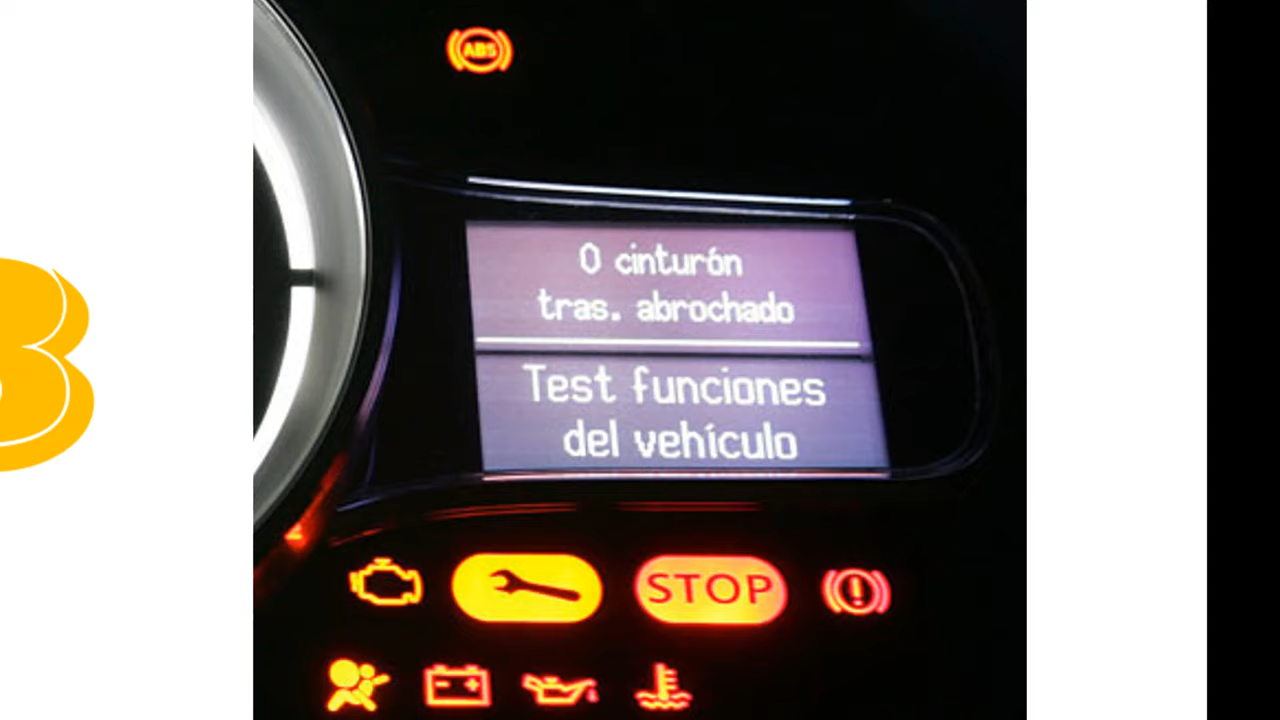 ABS
0 cinturón
tras. abrochado
Test funciones
del vehículo
STOP